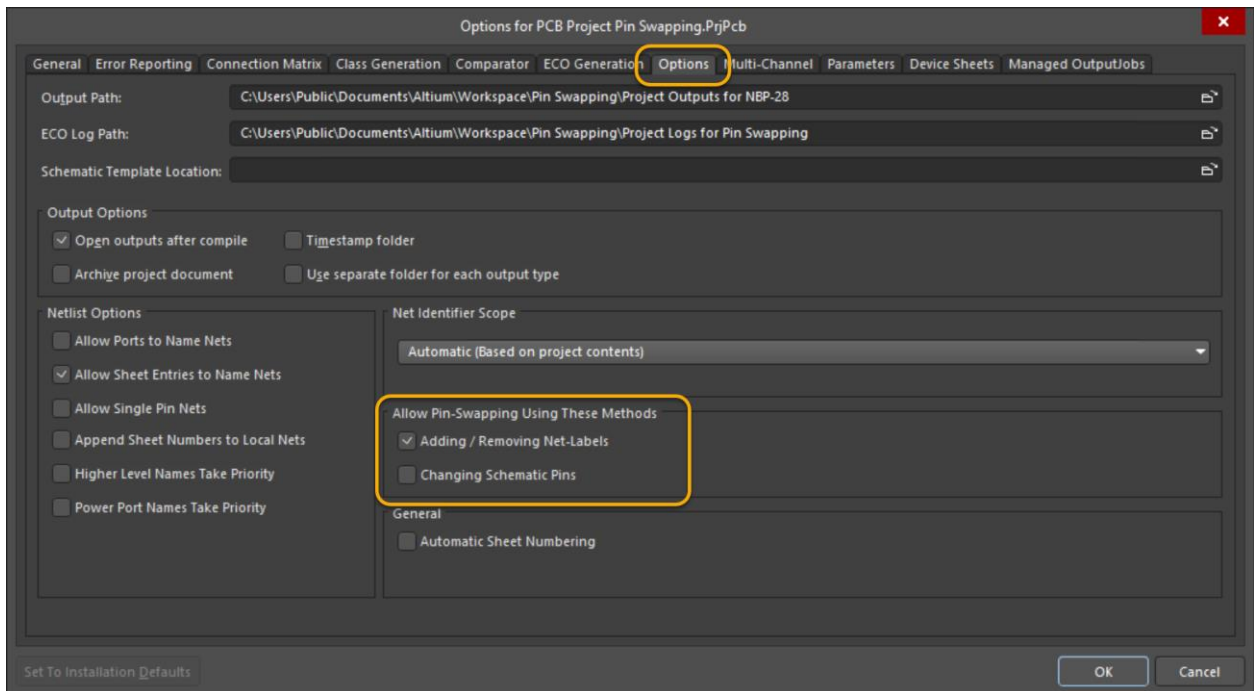 Options for PCB Project Pin Swapping.PrjPcb
General Error Reporting Connection Matrix Class Generation Comparator ECO Generation Options Multi-Channel Parameters Device Sheets Managed OutputJobs
Output Path: C:\Users\Public\Documents\Altium\Workspace\Pin Swapping\Project Outputs for NBP-28
ECO Log Path: C:\Users\Public\Documents\Altium\Workspace\Pin Swapping\Project Logs for Pin Swapping
Schematic Template Location:
Output Options
Open outputs after compile Timestamp folder
Archive project document Use separate folder for each output type
Netlist Options
Allow Ports to Name Nets
Allow Sheet Entries to Name Nets
Allow Single Pin Nets
Append Sheet Numbers to Local Nets
Higher Level Names Take Priority
Power Port Names Take Priority
Net Identifier Scope
Automatic (Based on project contents)
Allow Pin-Swapping Using These Methods
Adding / Removing Net-Labels
Changing Schematic Pins
General
Automatic Sheet Numbering
Set To Installation Defaults OK Cancel